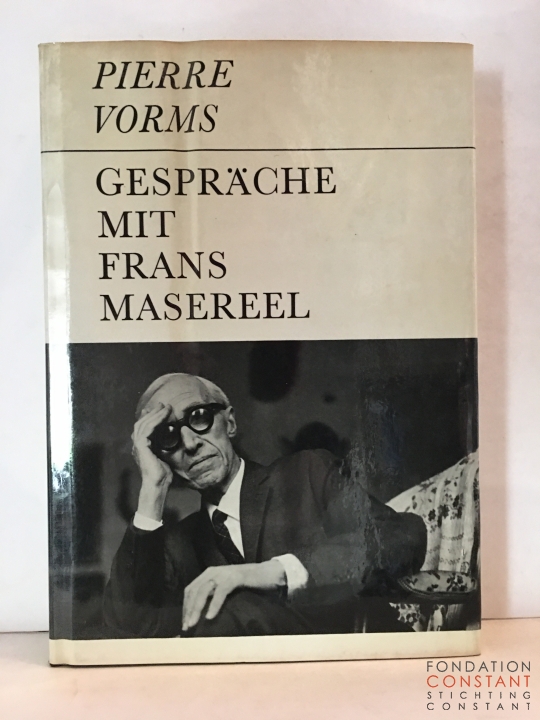 PIERRE
VORMS
GESPRÄCHE
MIT
FRANS
MASEREEL
FONDATION
CONSTANT
STICHTING
CONSTANT